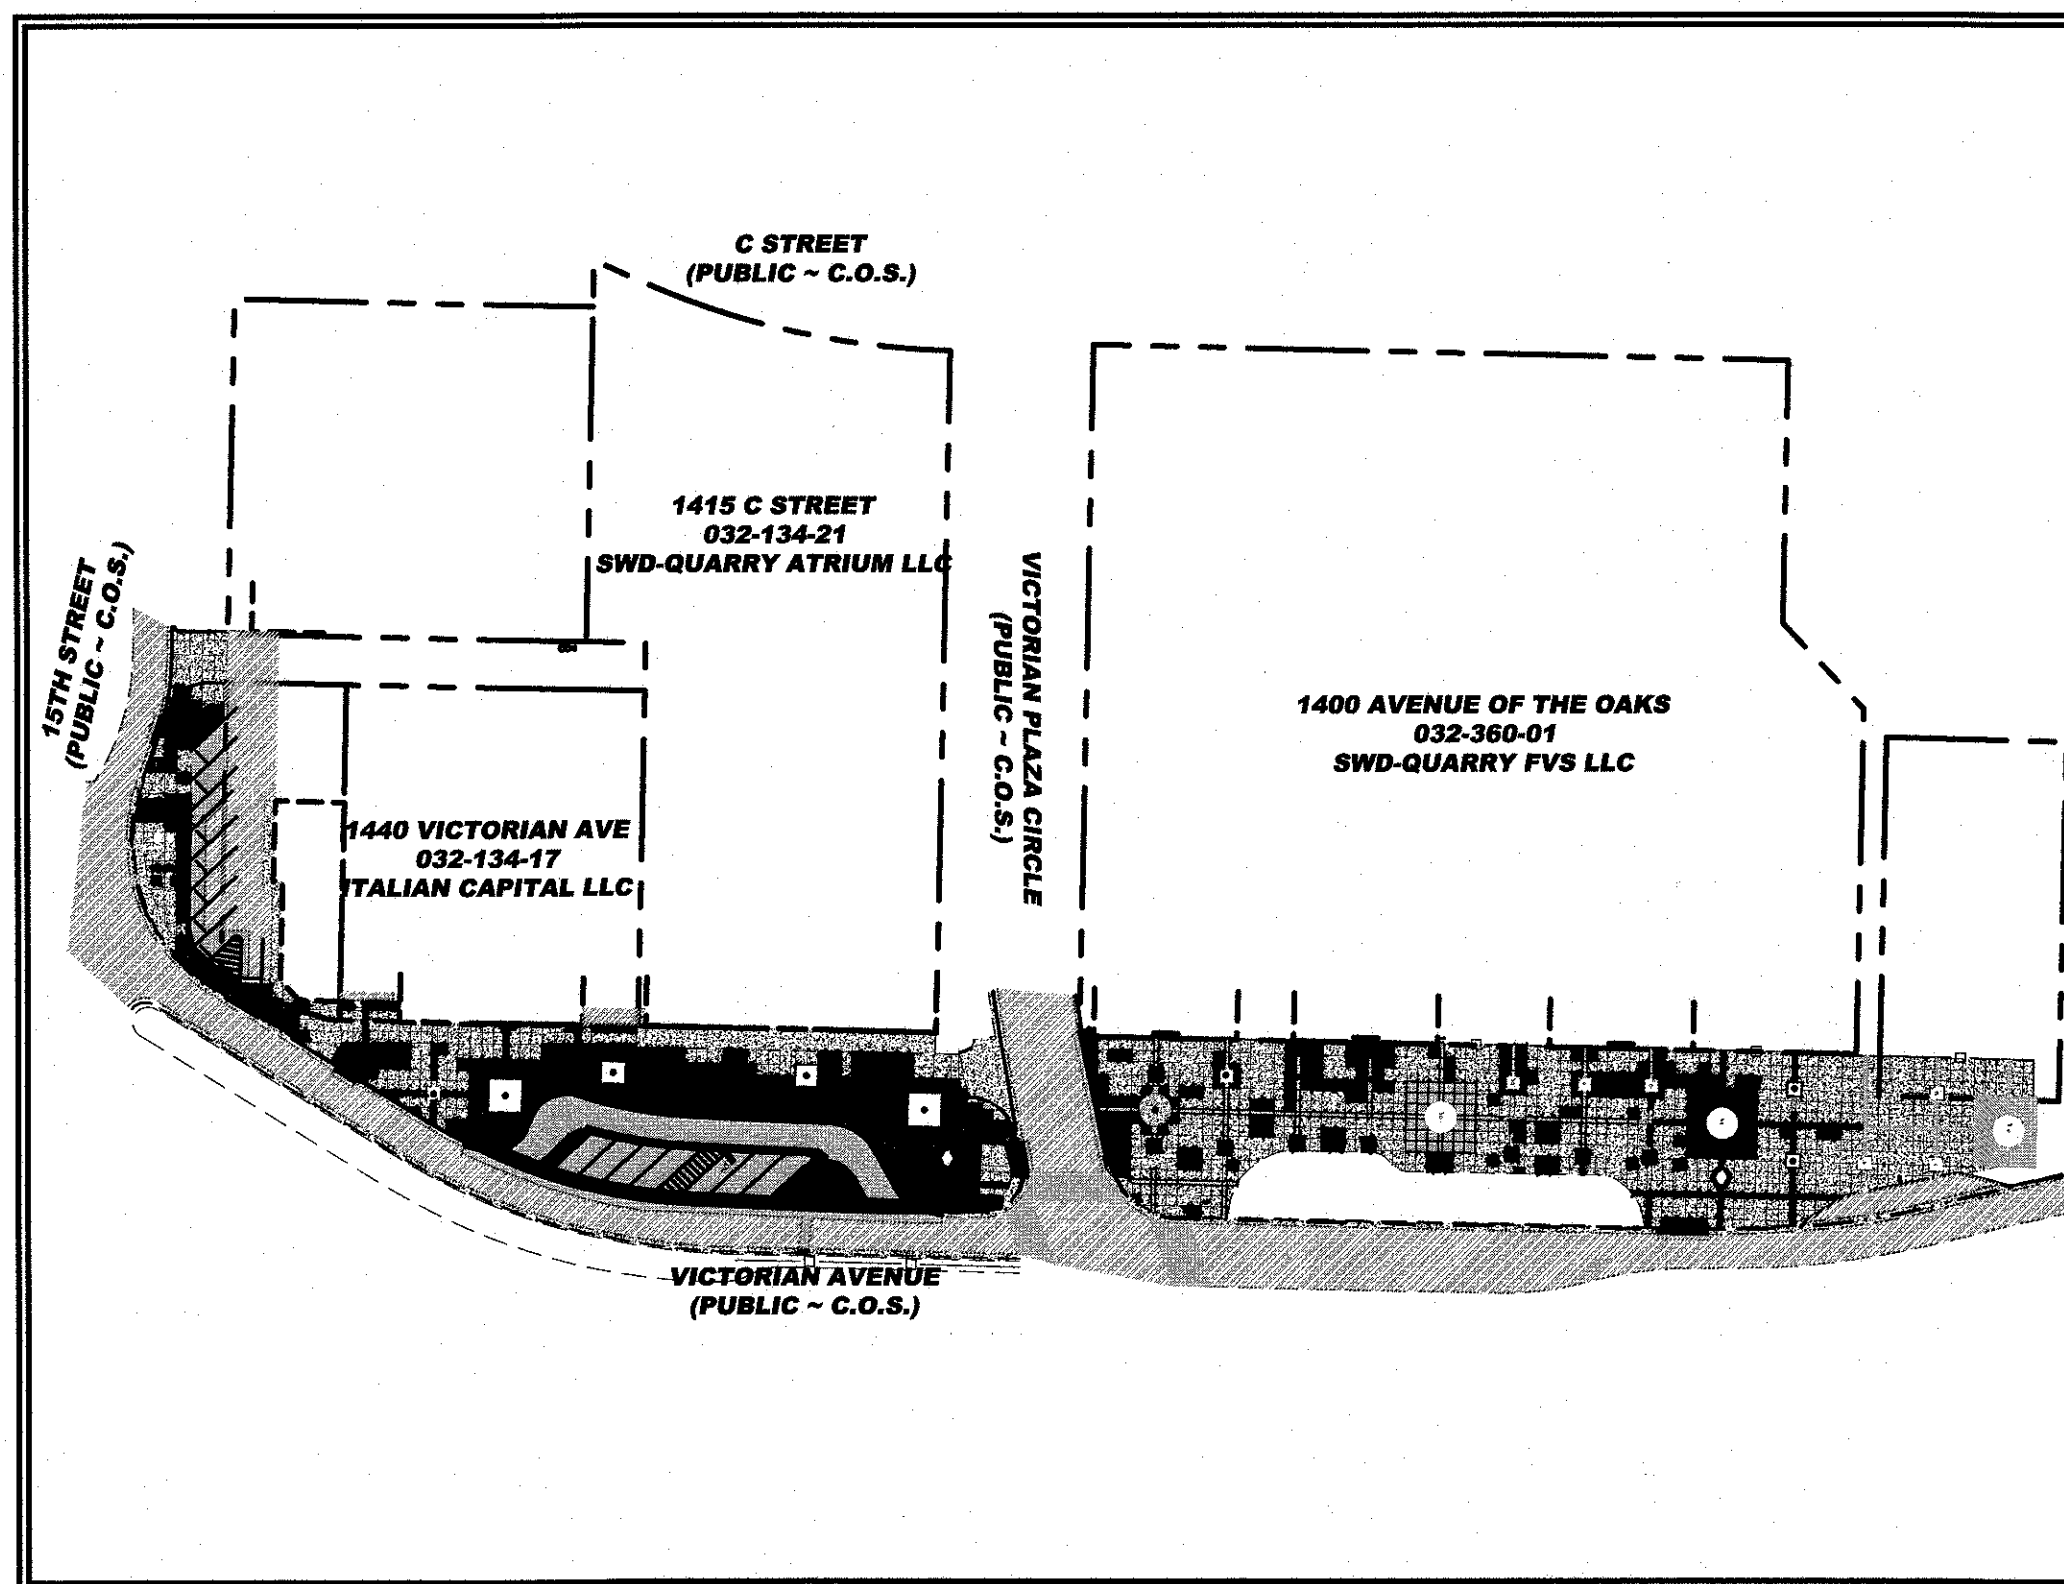 C STREET
(PUBLIC ~ C.O.S.)
1415 C STREET
032-134-21
SWD-QUARRY ATRIUM LLC
15TH STREET
(PUBLIC ~ C.O.S.)
VICTORIAN PLAZA CIRCLE
(PUBLIC ~ C.O.S.)
1400 AVENUE OF THE OAKS
032-360-01
SWD-QUARRY FVS LLC
1440 VICTORIAN AVE
032-134-17
ITALIAN CAPITAL LLC
VICTORIAN AVENUE
(PUBLIC ~ C.O.S.)